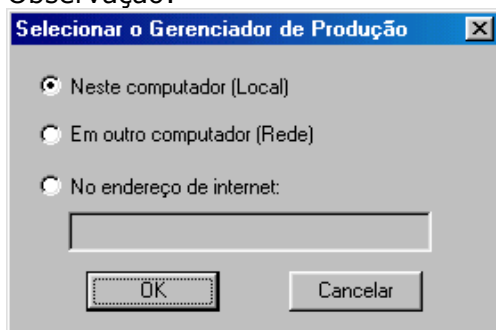 Observação:
Selecionar o Gerenciador de Produção
Neste computador (Local)
Em outro computador (Rede)
No endereço de internet:
OK
Cancelar